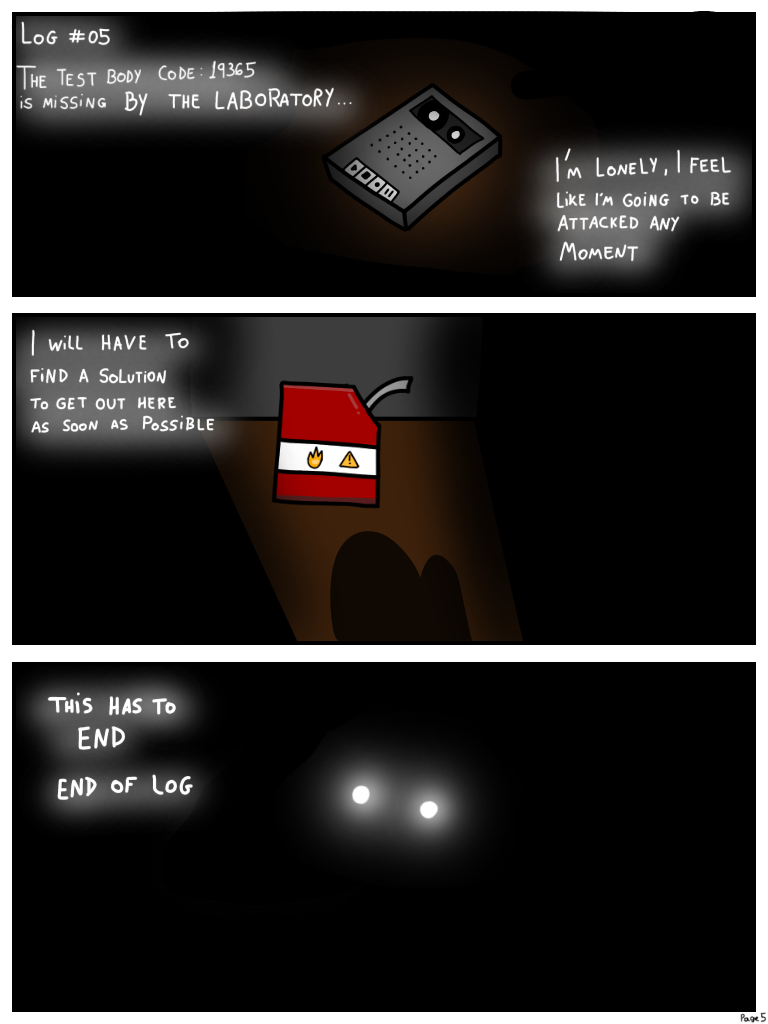 LOG #05
THE TEST BODY CODE: 19365
IS MISSING BY THE LABORATORY...
I'M LONELY, I FEEL
LIKE I'M GOING TO BE
ATTACKED ANY
MOMENT
I WILL HAVE TO
FIND A SOLUTION
TO GET OUT HERE
AS SOON AS POSSIBLE
THIS HAS TO
END
END OF LOG
Page 5